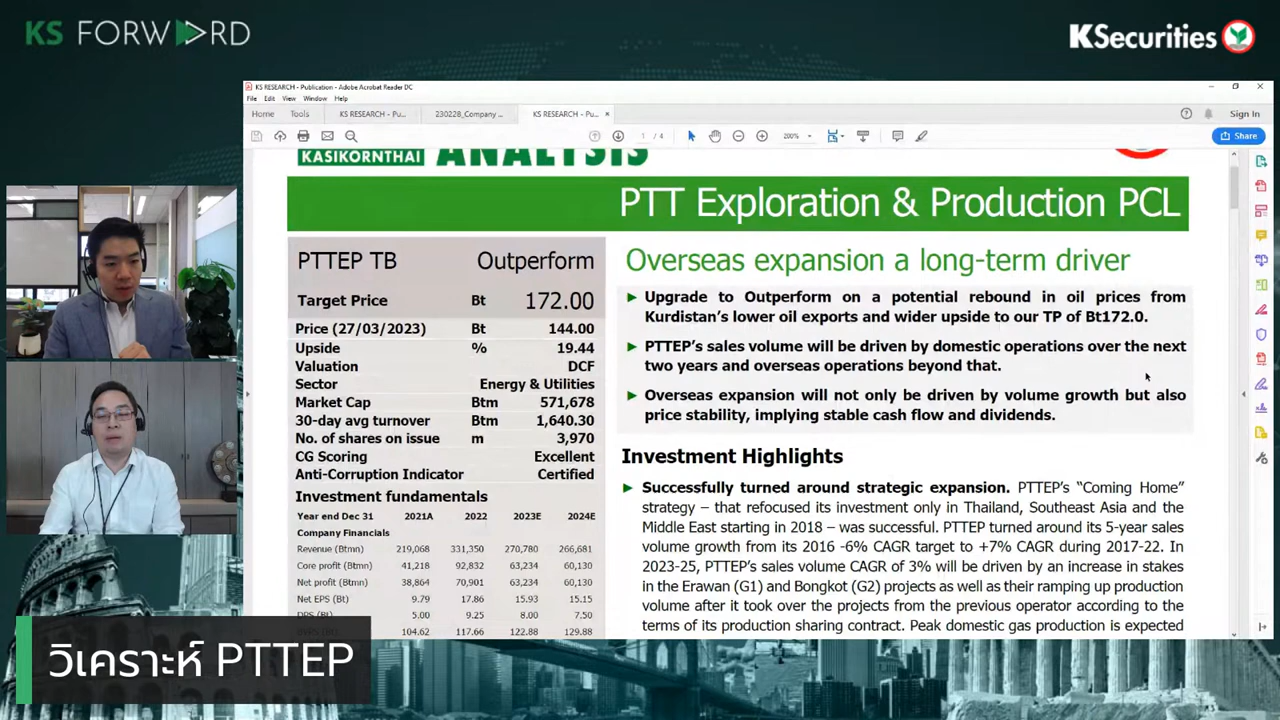 KS FORWARD
KSecurities
KS RESEARCH - Publication - Adobe Acrobat Reader DC
File Edit View Window Help
Home Tools KS RESEARCH - Pu... 230228_Company ... KS RESEARCH - Pu... ×
Sign In
1 / 4 200% Share
KASIKORNTHAI ANALYSIS
PTT Exploration & Production PCL
PTTEP TB Outperform
Target Price Bt 172.00
Price (27/03/2023) Bt 144.00
Upside % 19.44
Valuation DCF
Sector Energy & Utilities
Market Cap Btm 571,678
30-day avg turnover Btm 1,640.30
No. of shares on issue m 3,970
CG Scoring Excellent
Anti-Corruption Indicator Certified
Investment fundamentals
Year end Dec 31 2021A 2022 2023E 2024E
Company Financials
Revenue (Btmn) 219,068 331,350 270,780 266,681
Core profit (Btmn) 41,218 92,832 63,234 60,130
Net profit (Btmn) 38,864 70,901 63,234 60,130
Net EPS (Bt) 9.79 17.86 15.93 15.15
DPS (Bt) 5.00 9.25 8.00 7.50
104.62 117.66 122.88 129.88
Overseas expansion a long-term driver
► Upgrade to Outperform on a potential rebound in oil prices from
Kurdistan's lower oil exports and wider upside to our TP of Bt172.0.
► PTTEP's sales volume will be driven by domestic operations over the next
two years and overseas operations beyond that.
► Overseas expansion will not only be driven by volume growth but also
price stability, implying stable cash flow and dividends.
Investment Highlights
► Successfully turned around strategic expansion. PTTEP's “Coming Home”
strategy – that refocused its investment only in Thailand, Southeast Asia and the
Middle East starting in 2018 – was successful. PTTEP turned around its 5-year sales
volume growth from its 2016 -6% CAGR target to +7% CAGR during 2017-22. In
2023-25, PTTEP's sales volume CAGR of 3% will be driven by an increase in stakes
in the Erawan (G1) and Bongkot (G2) projects as well as their ramping up production
volume after it took over the projects from the previous operator according to the
terms of its production sharing contract. Peak domestic gas production is expected
วิเคราะห์ PTTEP